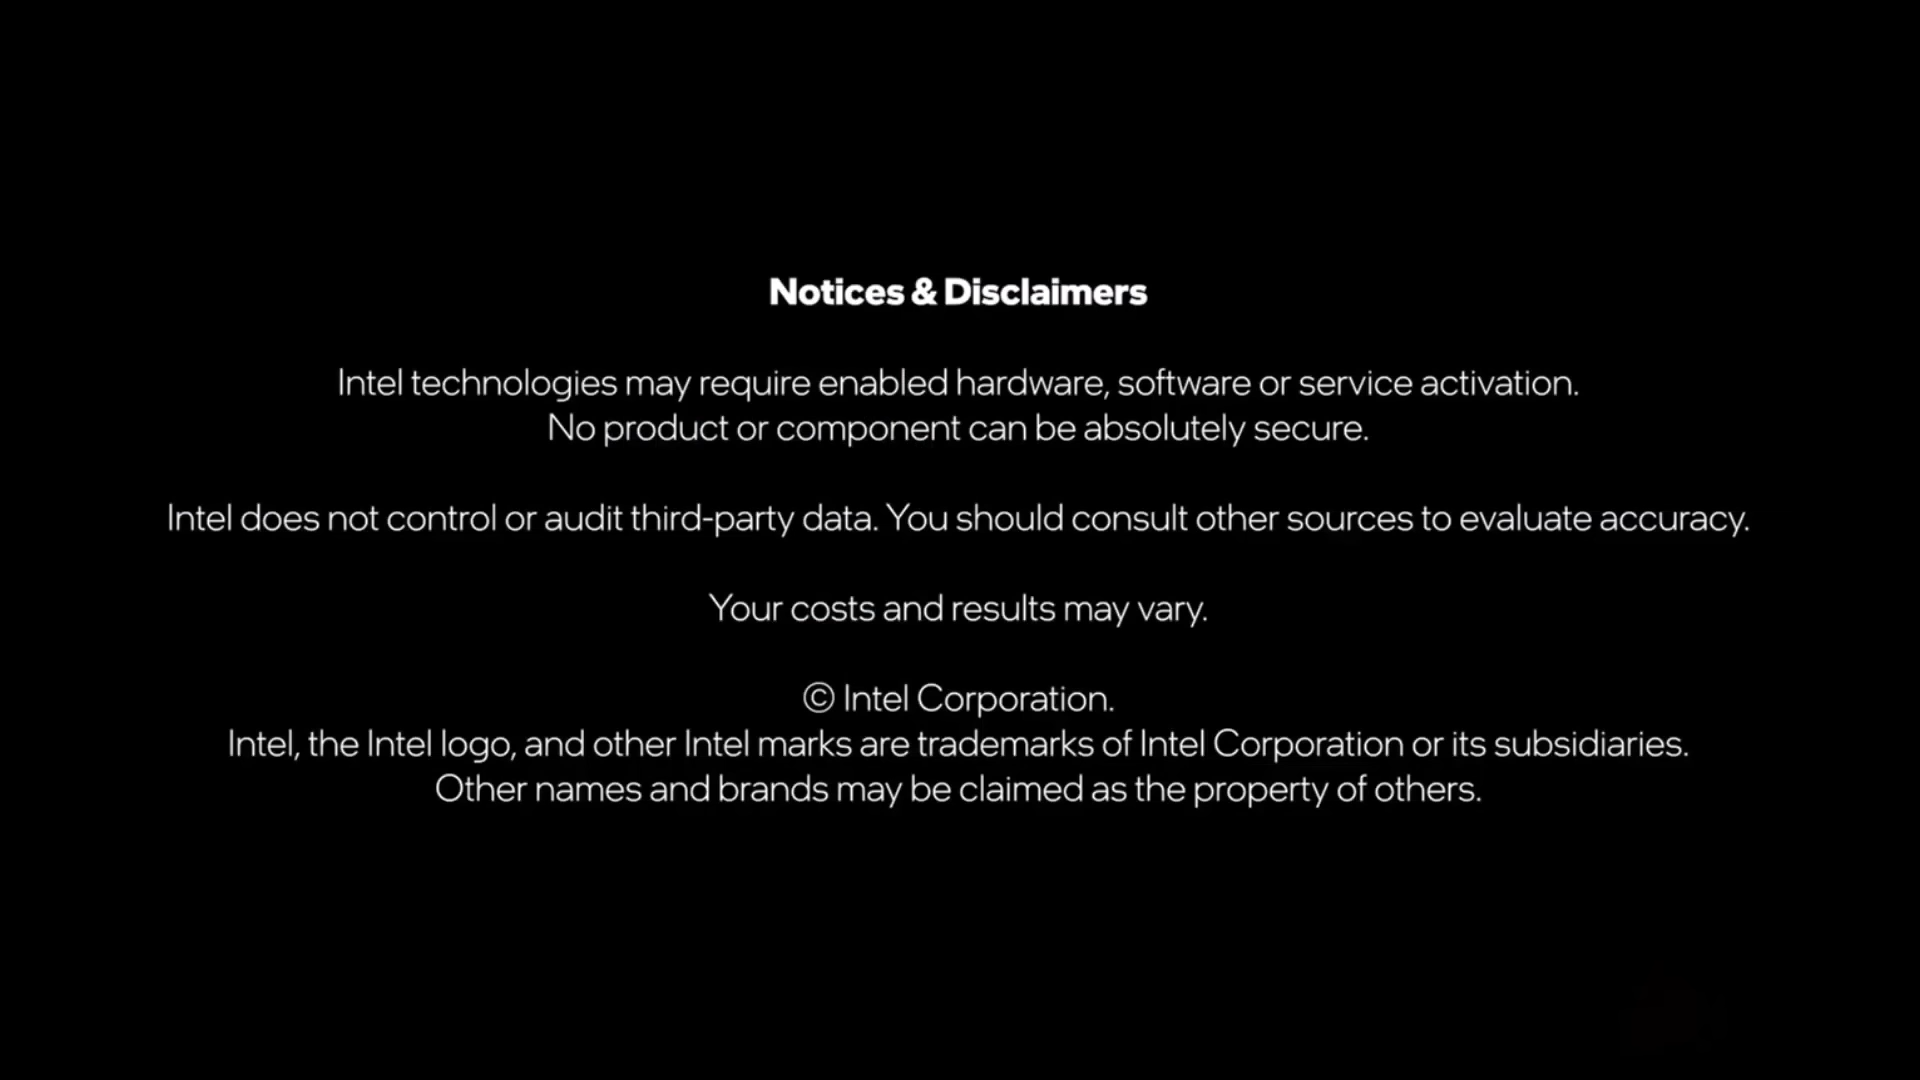 Notices & Disclaimers
Intel technologies may require enabled hardware, software or service activation.
No product or component can be absolutely secure.
Intel does not control or audit third-party data. You should consult other sources to evaluate accuracy.
Your costs and results may vary.
© Intel Corporation.
Intel, the Intel logo, and other Intel marks are trademarks of Intel Corporation or its subsidiaries.
Other names and brands may be claimed as the property of others.